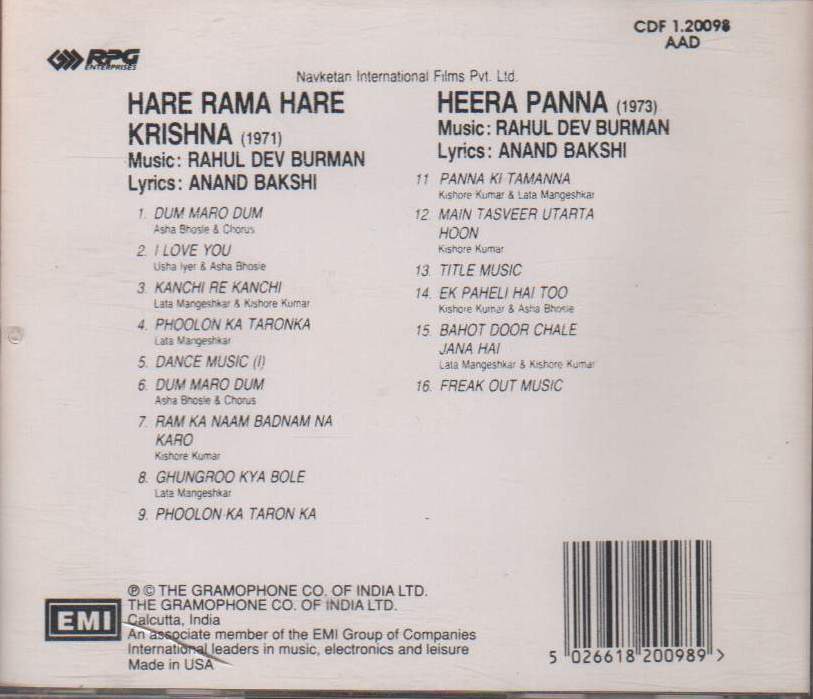 RPG
ENTERPRISES
CDF 1.20098
AAD
Navketan International Films Pvt. Ltd.
HARE RAMA HARE
KRISHNA (1971)
Music: RAHUL DEV BURMAN
Lyrics: ANAND BAKSHI
1. DUM MARO DUM
Asha Bhosle & Chorus
2. I LOVE YOU
Usha Iyer & Asha Bhosle
3. KANCHI RE KANCHI
Lata Mangeshkar & Kishore Kumar
4. PHOOLON KA TARONKA
Lata Mangeshkar
5. DANCE MUSIC (I)
6. DUM MARO DUM
Asha Bhosle & Chorus
7. RAM KA NAAM BADNAM NA
KARO
Kishore Kumar
8. GHUNGROO KYA BOLE
Lata Mangeshkar
9. PHOOLON KA TARON KA
HEERA PANNA (1973)
Music: RAHUL DEV BURMAN
Lyrics: ANAND BAKSHI
11 PANNA KI TAMANNA
Kishore Kumar & Lata Mangeshkar
12. MAIN TASVEER UTARTA
HOON
Kishore Kumar
13. TITLE MUSIC
14. EK PAHELI HAI TOO
Kishore Kumar & Asha Bhosle
15. BAHOT DOOR CHALE
JANA HAI
Lata Mangeshkar & Kishore Kumar
16. FREAK OUT MUSIC
EMI
℗ © THE GRAMOPHONE CO. OF INDIA LTD.
THE GRAMOPHONE CO. OF INDIA LTD.
Calcutta, India
An associate member of the EMI Group of Companies
International leaders in music, electronics and leisure
Made in USA
5 026618 200989 >